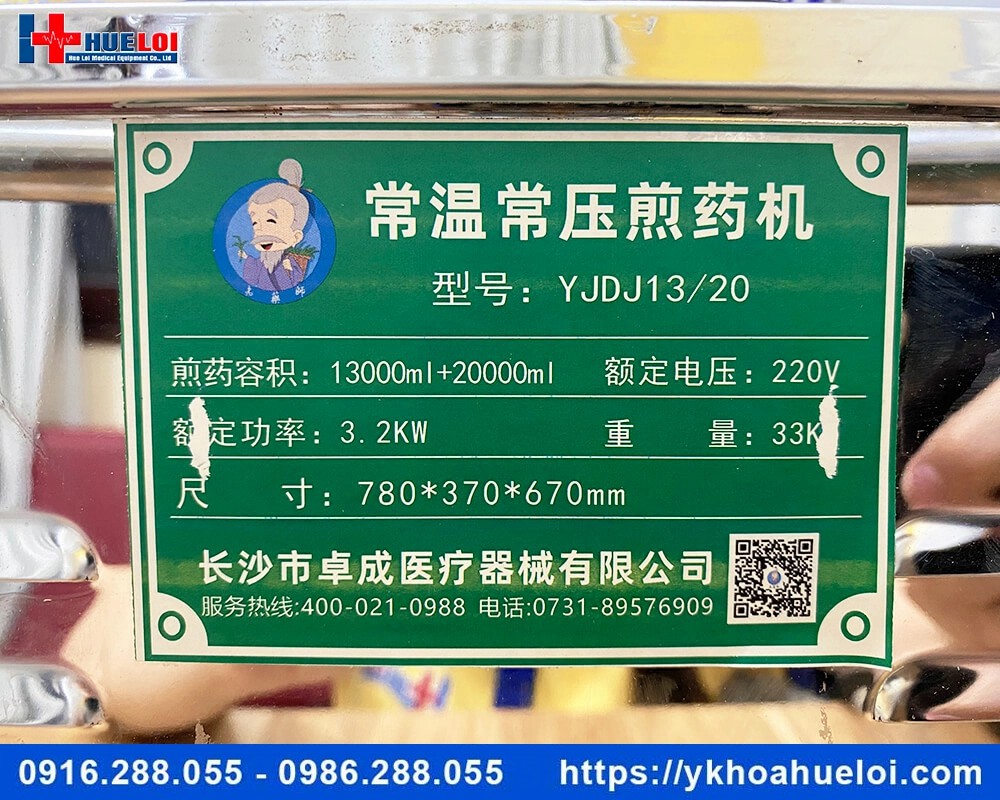 HUE LOI
Hue Loi Medical Equipment Co., Ltd
常温常压煎药机
型号：YJDJ13/20
煎药容积：13000ml+20000ml 额定电压：220V
额定功率：3.2KW 重量：33K
尺寸：780*370*670mm
长沙市卓成医疗器械有限公司
服务热线:400-021-0988 电话:0731-89576909
0916.288.055 - 0986.288.055 https://ykhoahueloi.com